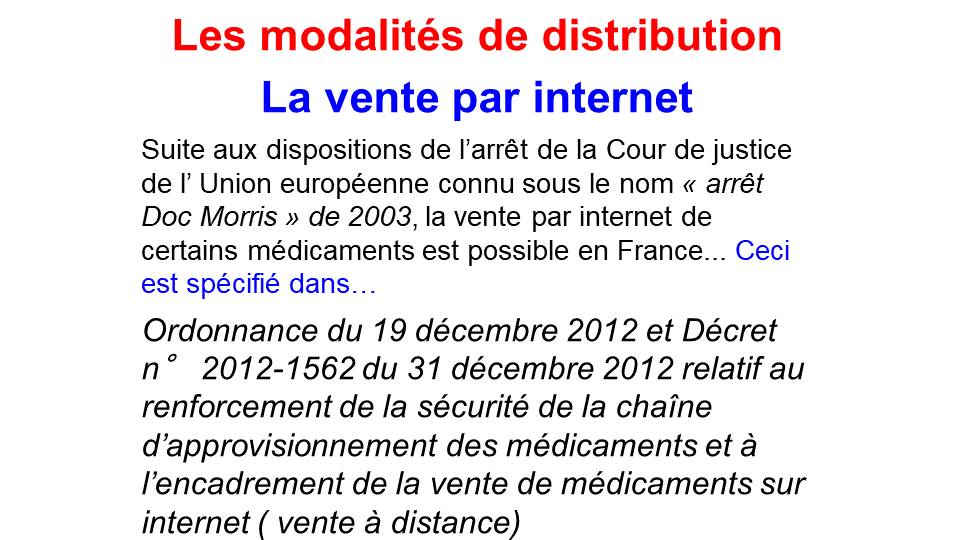 Les modalités de distribution
La vente par internet
Suite aux dispositions de l’arrêt de la Cour de justice
de l’ Union européenne connu sous le nom « arrêt
Doc Morris » de 2003, la vente par internet de
certains médicaments est possible en France... Ceci
est spécifié dans…
Ordonnance du 19 décembre 2012 et Décret
n° 2012-1562 du 31 décembre 2012 relatif au
renforcement de la sécurité de la chaîne
d’approvisionnement des médicaments et à
l’encadrement de la vente de médicaments sur
internet ( vente à distance)